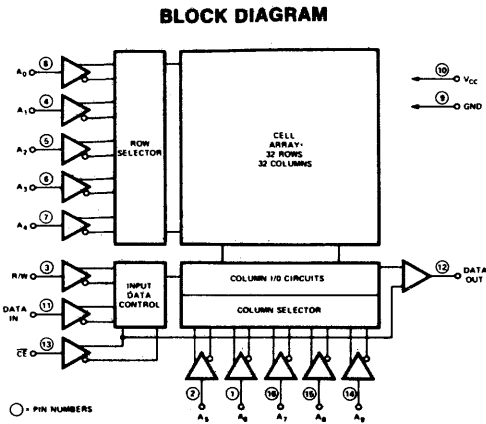 BLOCK DIAGRAM
A0 8
A1 4
A2 5
A3 6
A4 7
ROW
SELECTOR
CELL
ARRAY
32 ROWS
32 COLUMNS
10 VCC
9 GND
R/W 3
DATA
IN 11
CE 13
INPUT
DATA
CONTROL
COLUMN I/O CIRCUITS
COLUMN SELECTOR
12 DATA
OUT
2 1 16 15 14
A5 A6 A7 A8 A9
= PIN NUMBERS